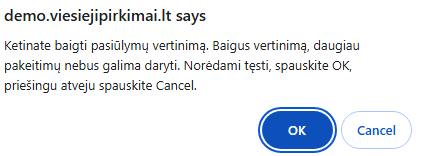 demo.viesiejipirkimai.lt says
Ketinate baigti pasiūlymų vertinimą. Baigus vertinimą, daugiau
pakeitimų nebus galima daryti. Norėdami tęsti, spauskite OK,
priešingu atveju spauskite Cancel.
OK
Cancel